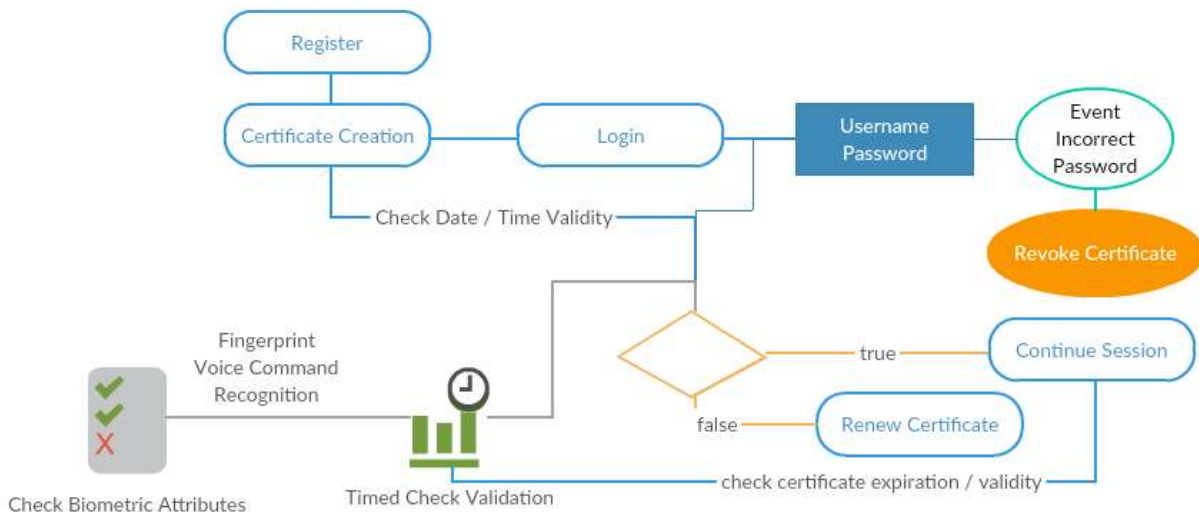 Register
Certificate Creation
Login
Username
Password
Event
Incorrect
Password
Check Date / Time Validity
Revoke Certificate
Fingerprint
Voice Command
Recognition
true
Continue Session
X
false
Renew Certificate
check certificate expiration / validity
Timed Check Validation
Check Biometric Attributes